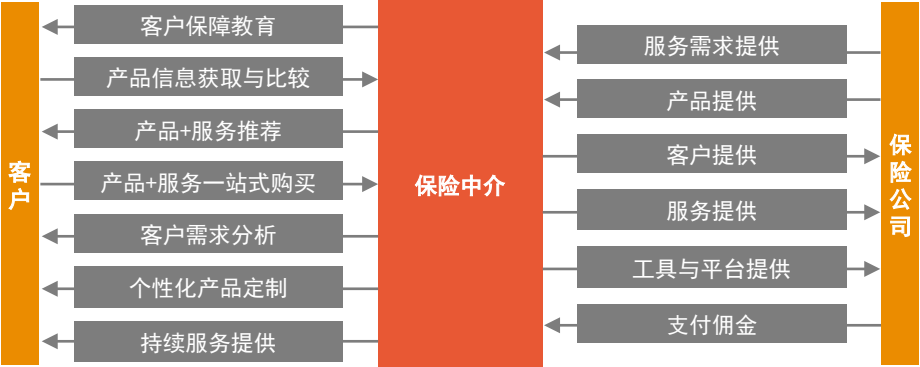 客户
客户保障教育
产品信息获取与比较
产品+服务推荐
产品+服务一站式购买
客户需求分析
个性化产品定制
持续服务提供
保险中介
服务需求提供
产品提供
客户提供
服务提供
工具与平台提供
支付佣金
保险公司